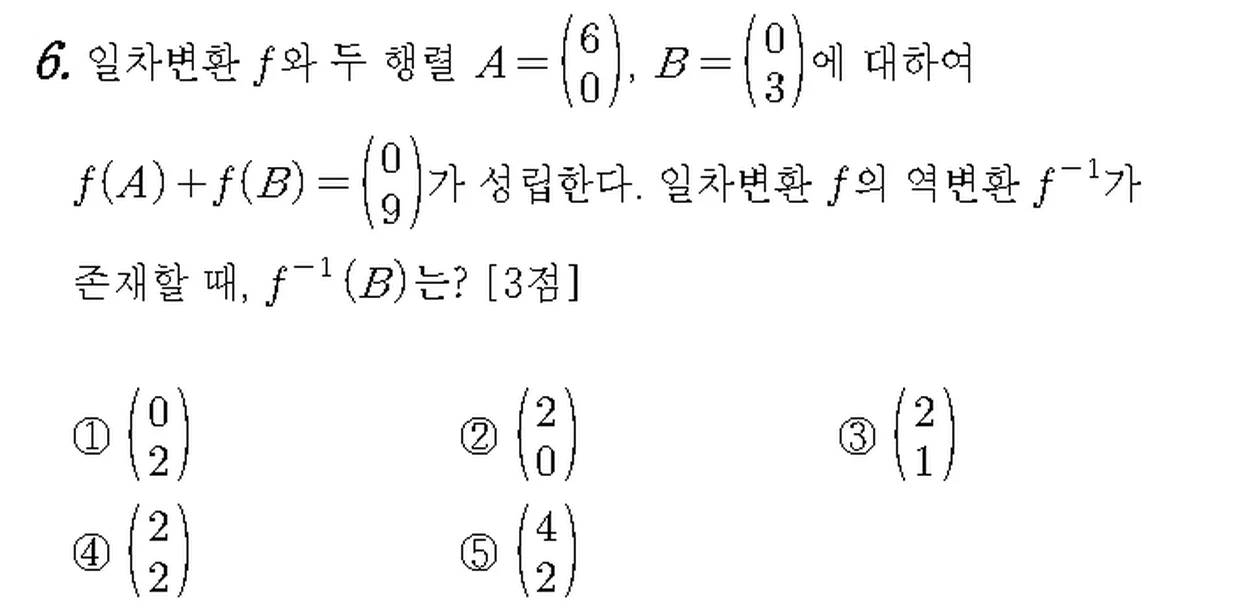 6. 일차변환 f와 두 행렬 A=(6 0), B=(0 3)에 대하여
f(A)+f(B)=(0 9)가 성립한다. 일차변환 f의 역변환 f⁻¹가
존재할 때, f⁻¹(B)는? [3점]
① (0 2) ② (2 0) ③ (2 1)
④ (2 2) ⑤ (4 2)